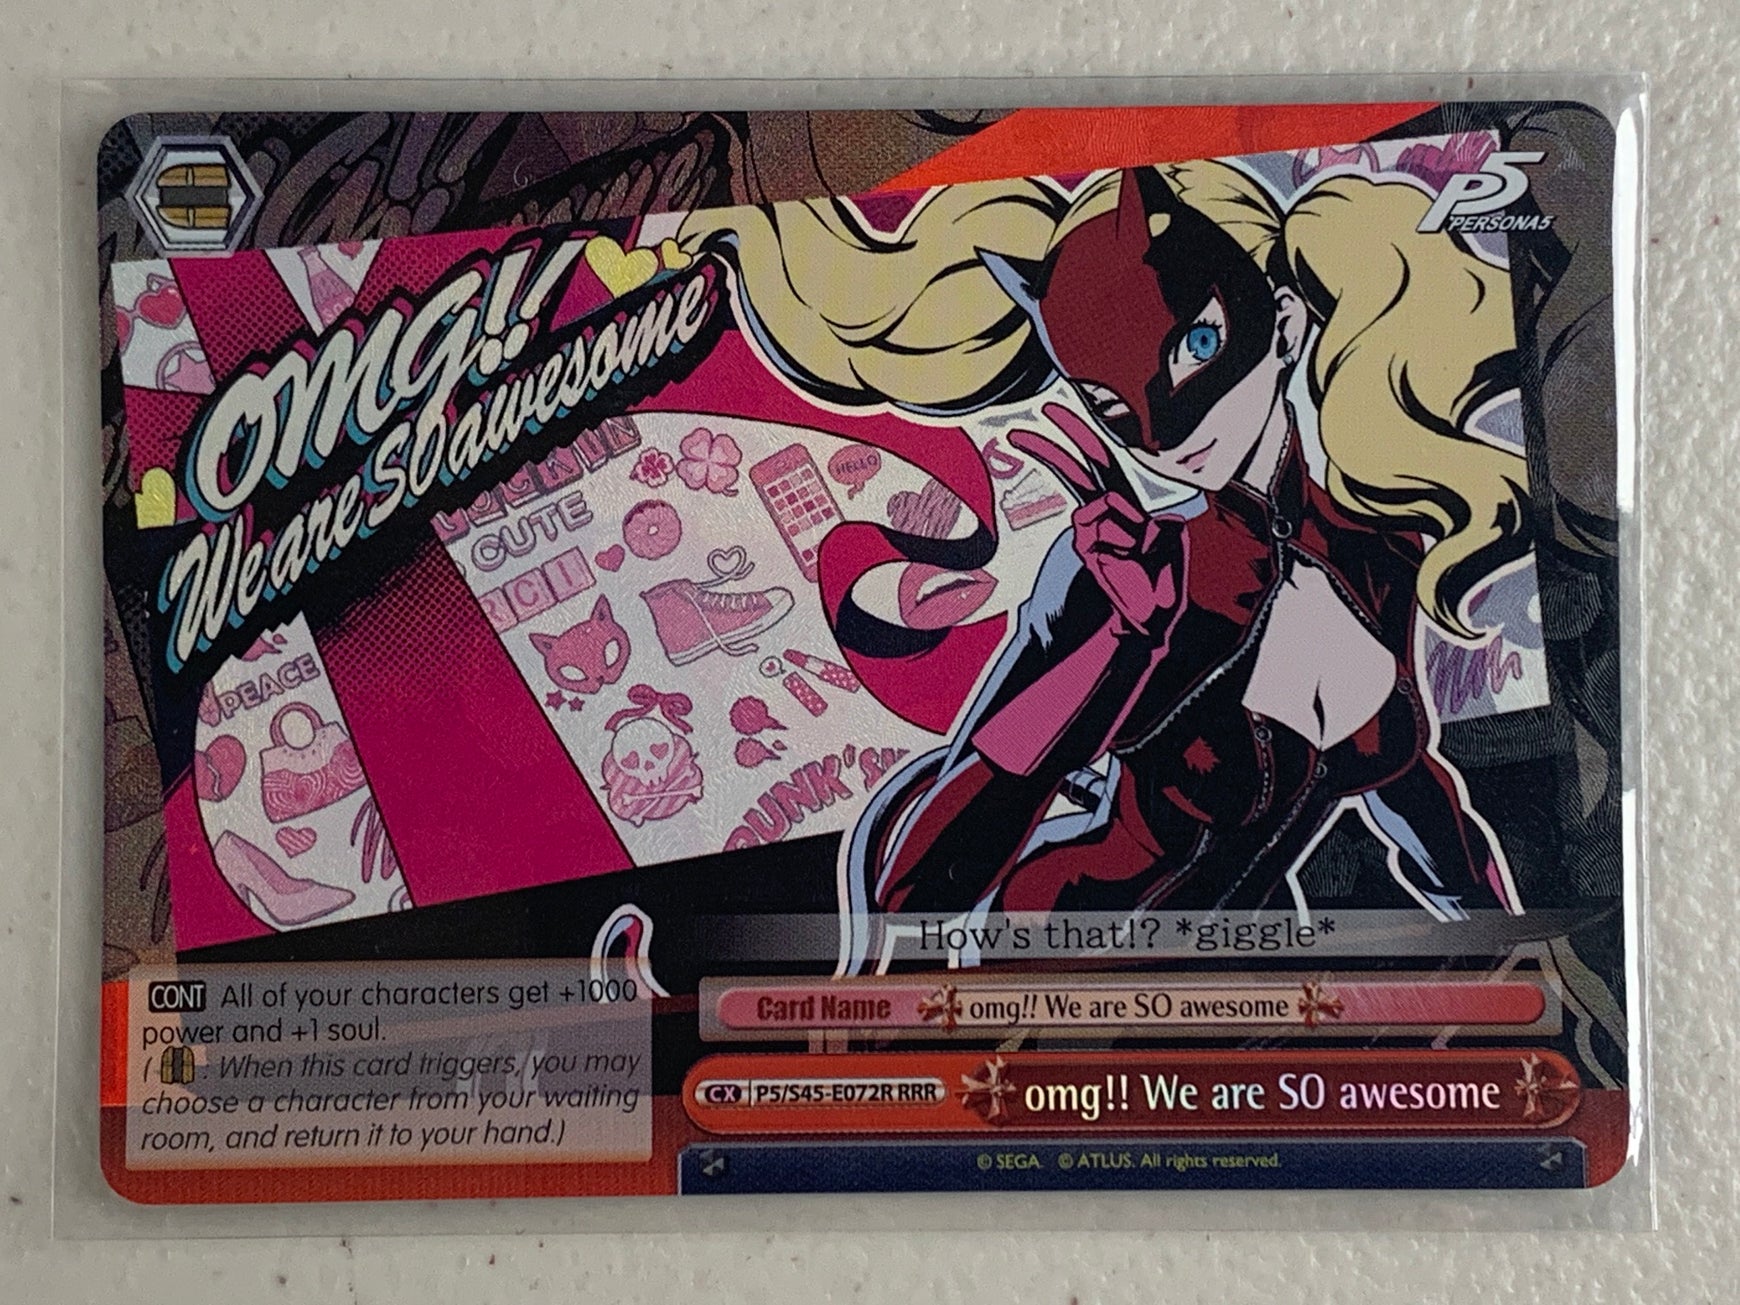 P5
PERSONA5
OMG!!
We are SO awesome
CUTE
HELLO
PEACE
How's that!? *giggle*
CONT All of your characters get +1000
power and +1 soul.
( : When this card triggers, you may
choose a character from your waiting
room, and return it to your hand.)
Card Name omg!! We are SO awesome
CX P5/S45-E072R RRR omg!! We are SO awesome
© SEGA © ATLUS. All rights reserved.